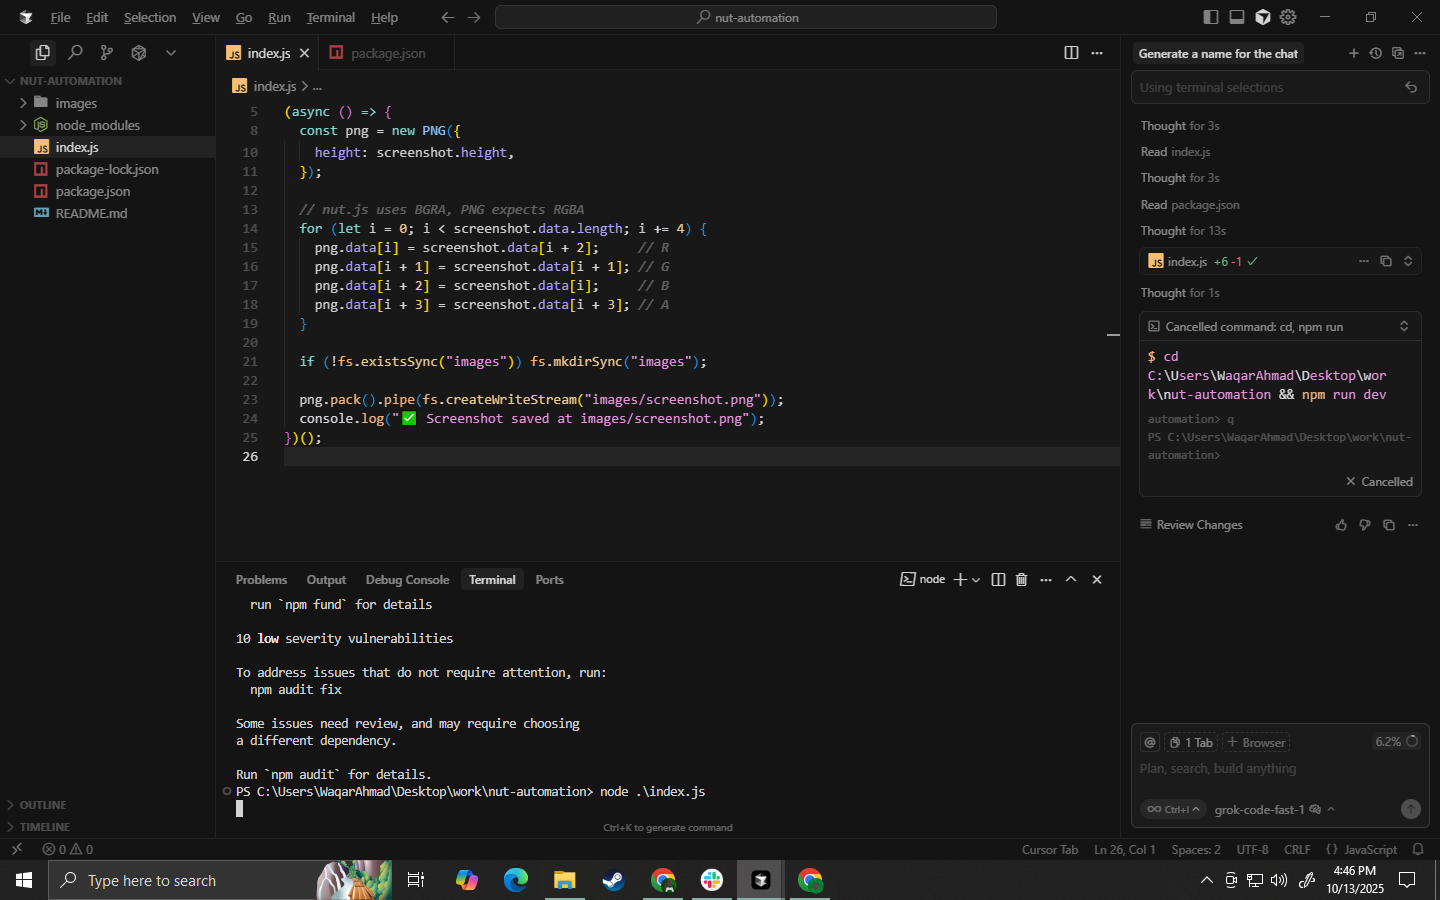 File Edit Selection View Go Run Terminal Help
nut-automation
NUT-AUTOMATION
images
node_modules
index.js
package-lock.json
package.json
README.md
OUTLINE
TIMELINE
index.js
package.json
index.js > ...
5 (async () => {
8 const png = new PNG({
10 height: screenshot.height,
11 });
12
13 // nut.js uses BGRA, PNG expects RGBA
14 for (let i = 0; i < screenshot.data.length; i += 4) {
15 png.data[i] = screenshot.data[i + 2]; // R
16 png.data[i + 1] = screenshot.data[i + 1]; // G
17 png.data[i + 2] = screenshot.data[i]; // B
18 png.data[i + 3] = screenshot.data[i + 3]; // A
19 }
20
21 if (!fs.existsSync("images")) fs.mkdirSync("images");
22
23 png.pack().pipe(fs.createWriteStream("images/screenshot.png"));
24 console.log("✅ Screenshot saved at images/screenshot.png");
25 })();
26
Problems Output Debug Console Terminal Ports
node
run `npm fund` for details
10 low severity vulnerabilities
To address issues that do not require attention, run:
npm audit fix
Some issues need review, and may require choosing
a different dependency.
Run `npm audit` for details.
PS C:\Users\WaqarAhmad\Desktop\work\nut-automation> node .\index.js
Ctrl+K to generate command
Generate a name for the chat
Using terminal selections
Thought for 3s
Read index.js
Thought for 3s
Read package.json
Thought for 13s
index.js +6 -1
Thought for 1s
Cancelled command: cd, npm run
$ cd
C:\Users\WaqarAhmad\Desktop\wor
k\nut-automation && npm run dev
automation> q
PS C:\Users\WaqarAhmad\Desktop\work\nut-
automation>
Cancelled
Review Changes
@ 1 Tab + Browser 6.2%
Plan, search, build anything
Ctrl+I grok-code-fast-1
0 0
Cursor Tab Ln 26, Col 1 Spaces: 2 UTF-8 CRLF {} JavaScript
Type here to search
4:46 PM
10/13/2025